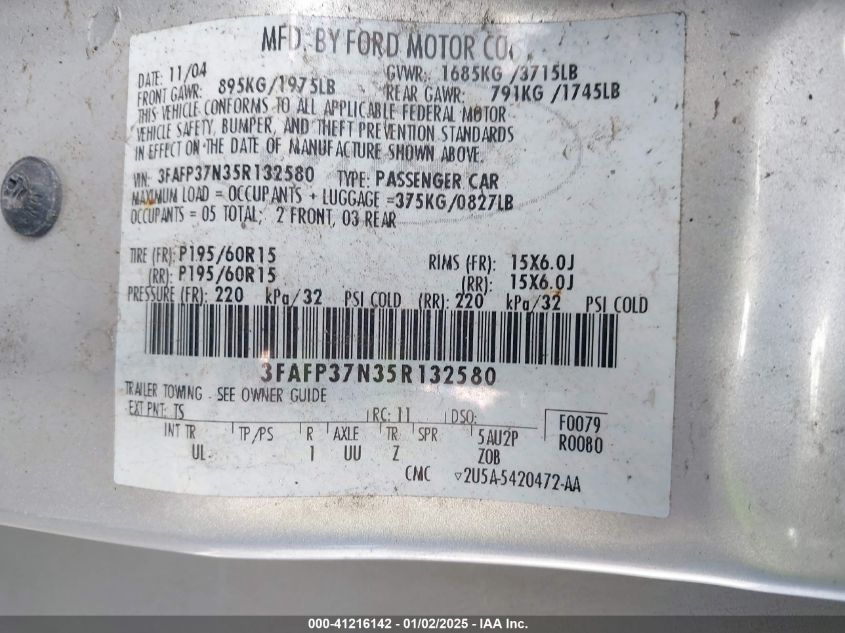 MFD. BY FORD MOTOR CO
DATE: 11/04 GVWR: 1685KG /3715LB
FRONT GAWR: 895KG/1975LB REAR GAWR: 791KG /1745LB
THIS VEHICLE CONFORMS TO ALL APPLICABLE FEDERAL MOTOR
VEHICLE SAFETY, BUMPER, AND THEFT PREVENTION STANDARDS
IN EFFECT ON THE DATE OF MANUFACTURE SHOWN ABOVE.
VIN: 3FAFP37N35R132580 TYPE: PASSENGER CAR
MAXIMUM LOAD = OCCUPANTS + LUGGAGE =375KG/0827LB
OCCUPANTS = 05 TOTAL; 2 FRONT, 03 REAR
TIRE (FR): P195/60R15 RIMS (FR): 15X6.0J
(RR): P195/60R15 (RR): 15X6.0J
PRESSURE (FR): 220 kPa/32 PSI COLD (RR): 220 kPa/32 PSI COLD
3FAFP37N35R132580
TRAILER TOWING - SEE OWNER GUIDE
EXT PNT: TS RC: 11 DSO: F0079
INT TR TP/PS R AXLE TR SPR 5AU2P R0080
UL 1 UU Z ZOB
CMC ▽2U5A-5420472-AA
000-41216142 - 01/02/2025 - IAA Inc.